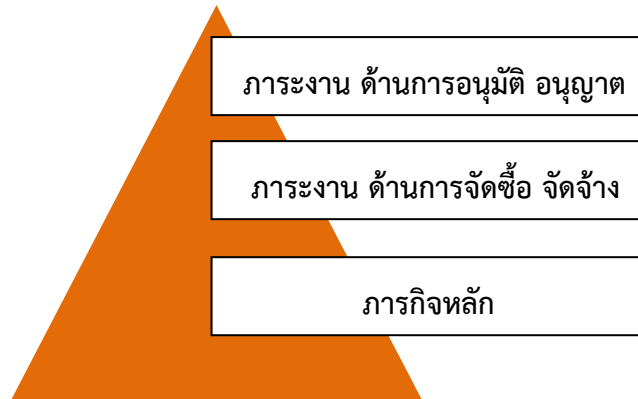 ภาระงาน ด้านการอนุมัติ อนุญาต
ภาระงาน ด้านการจัดซื้อ จัดจ้าง
ภารกิจหลัก